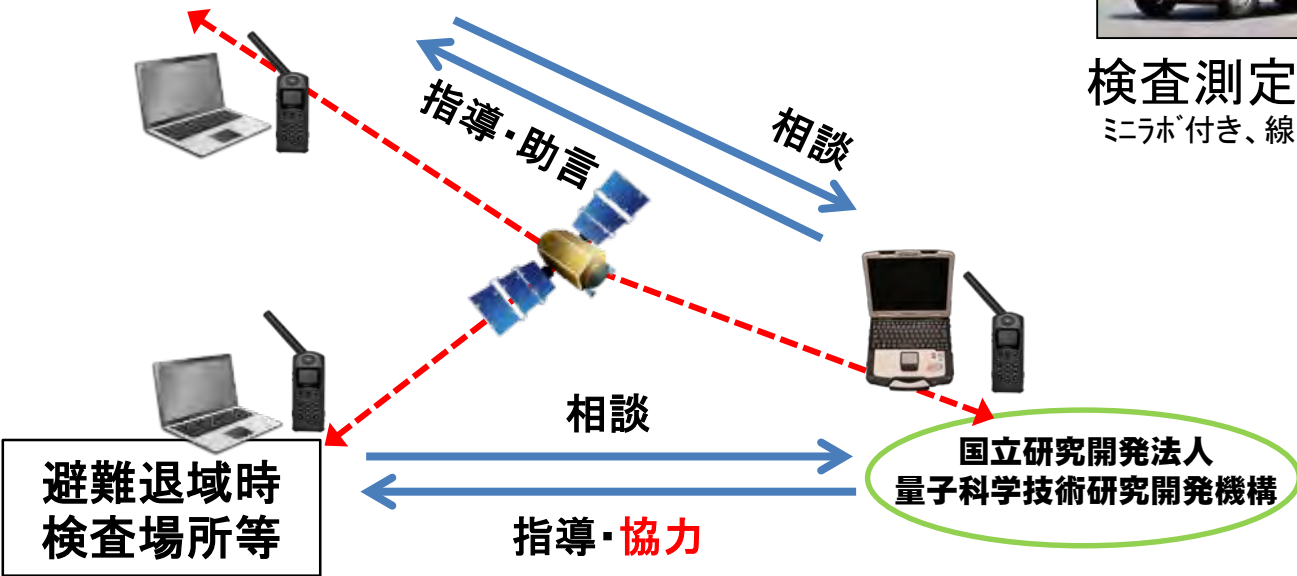 検査測定
ミニラボ付き、線
相談
指導・助言
相談
国立研究開発法人
量子科学技術研究開発機構
避難退域時
検査場所等
指導・協力